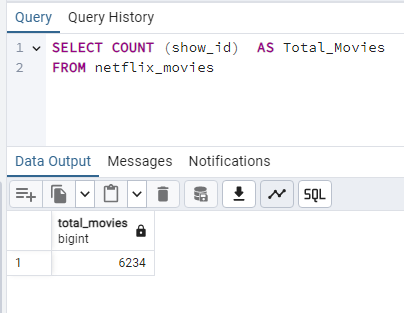 Query Query History
1 SELECT COUNT (show_id)  AS Total_Movies
2 FROM netflix_movies
Data Output Messages Notifications
SQL
total_movies
bigint
1 6234